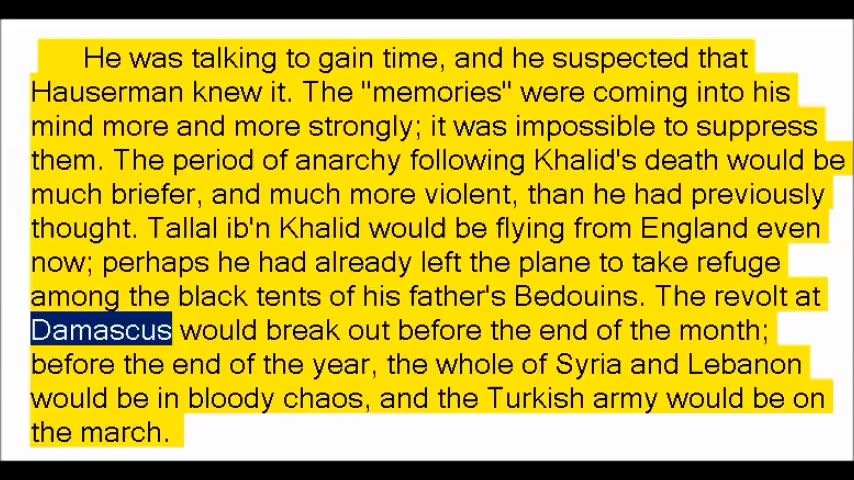 He was talking to gain time, and he suspected that
Hauserman knew it. The "memories" were coming into his
mind more and more strongly; it was impossible to suppress
them. The period of anarchy following Khalid's death would be
much briefer, and much more violent, than he had previously
thought. Tallal ib'n Khalid would be flying from England even
now; perhaps he had already left the plane to take refuge
among the black tents of his father's Bedouins. The revolt at
Damascus would break out before the end of the month;
before the end of the year, the whole of Syria and Lebanon
would be in bloody chaos, and the Turkish army would be on
the march.